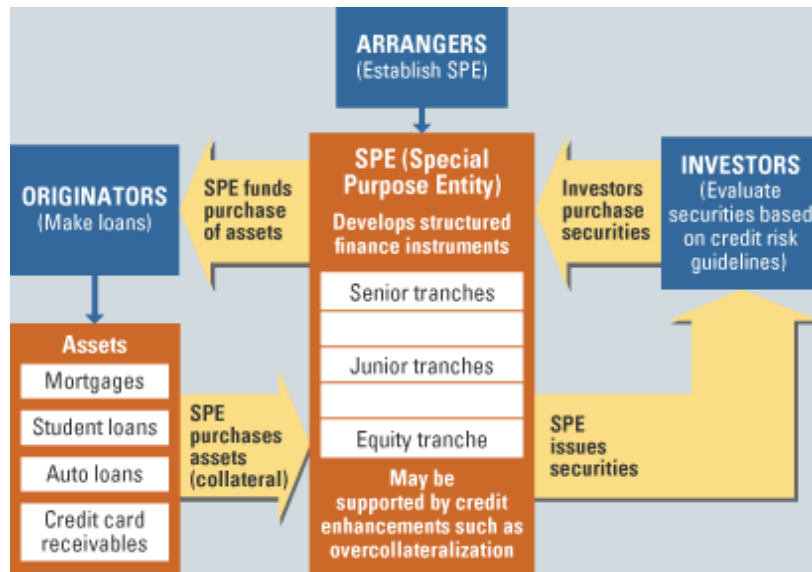 ARRANGERS
(Establish SPE)
ORIGINATORS
(Make loans)
SPE funds
purchase
of assets
SPE (Special
Purpose Entity)
Develops structured
finance instruments
Senior tranches
Junior tranches
Equity tranche
May be
supported by credit
enhancements such as
overcollateralization
Investors
purchase
securities
INVESTORS
(Evaluate
securities based
on credit risk
guidelines)
Assets
Mortgages
Student loans
Auto loans
Credit card
receivables
SPE
purchases
assets
(collateral)
SPE
issues
securities